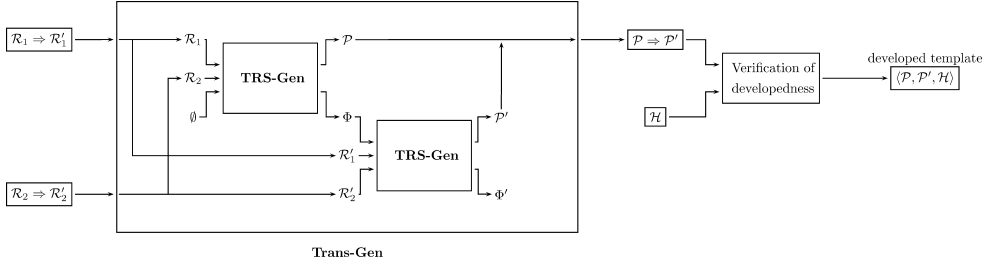 R₁ ⇒ R′₁
R₂ ⇒ R′₂
R₁
R₂
∅
TRS-Gen
P
Φ
R′₁
R′₂
TRS-Gen
P′
Φ′
Trans-Gen
P ⇒ P′
H
Verification of
developedness
developed template
⟨P, P′, H⟩